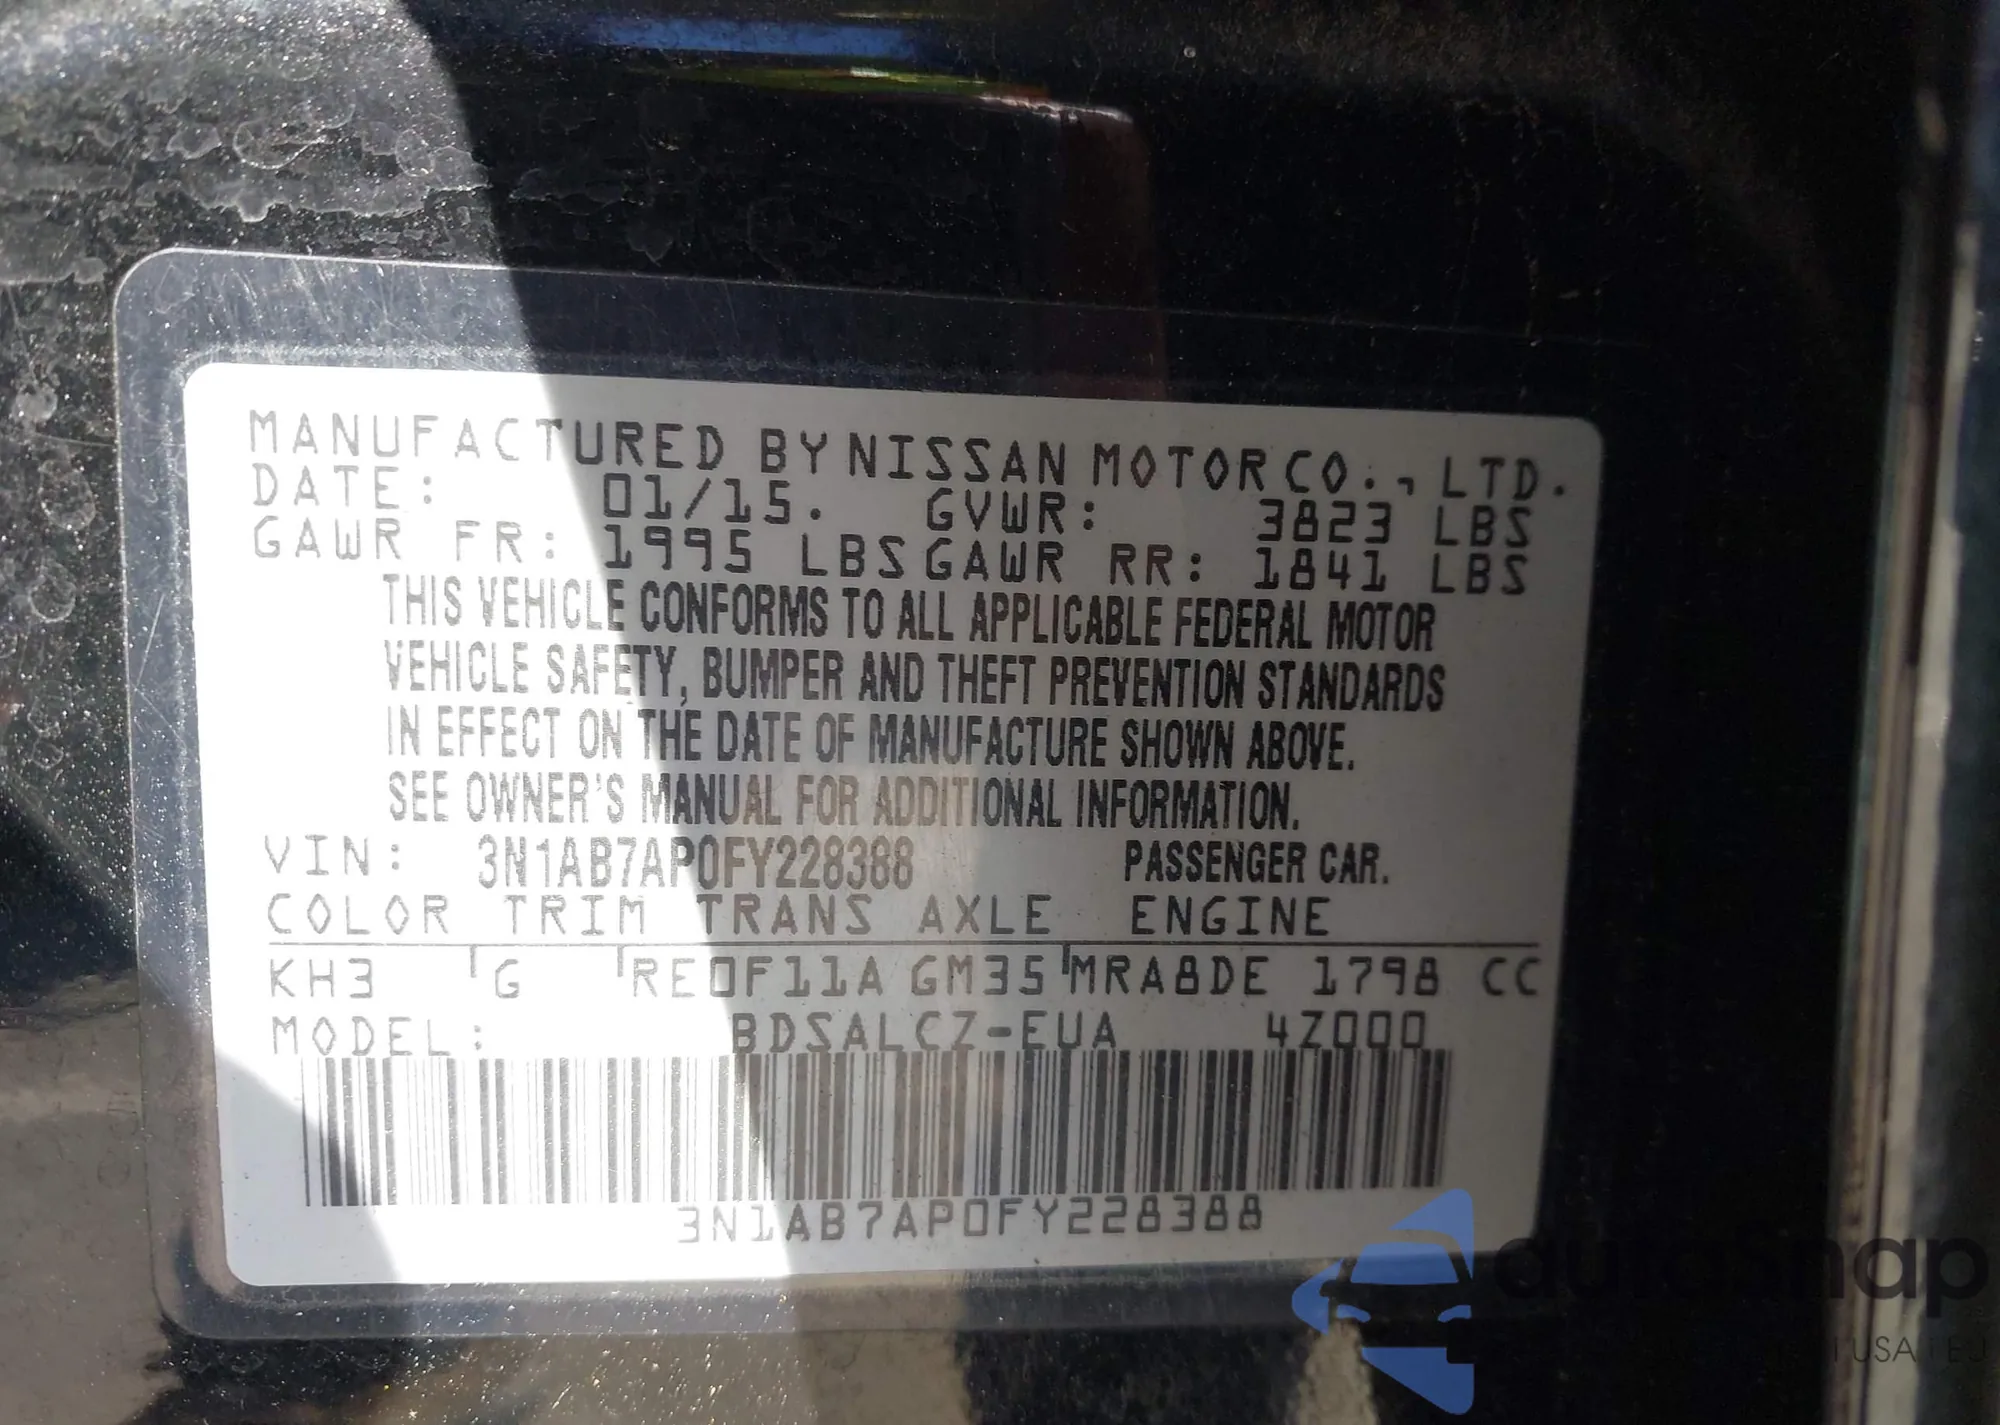 MANUFACTURED BY NISSAN MOTOR CO., LTD.
DATE: 01/15. GVWR: 3823 LBS
GAWR FR: 1995 LBS GAWR RR: 1841 LBS
THIS VEHICLE CONFORMS TO ALL APPLICABLE FEDERAL MOTOR
VEHICLE SAFETY, BUMPER AND THEFT PREVENTION STANDARDS
IN EFFECT ON THE DATE OF MANUFACTURE SHOWN ABOVE.
SEE OWNER'S MANUAL FOR ADDITIONAL INFORMATION.
VIN: 3N1AB7AP0FY228388 PASSENGER CAR.
COLOR TRIM TRANS AXLE ENGINE
KH3 G RE0F11A GM35 MRA8DE 1798 CC
MODEL: BDSALCZ-EUA 4Z000
3N1AB7AP0FY228388
USA